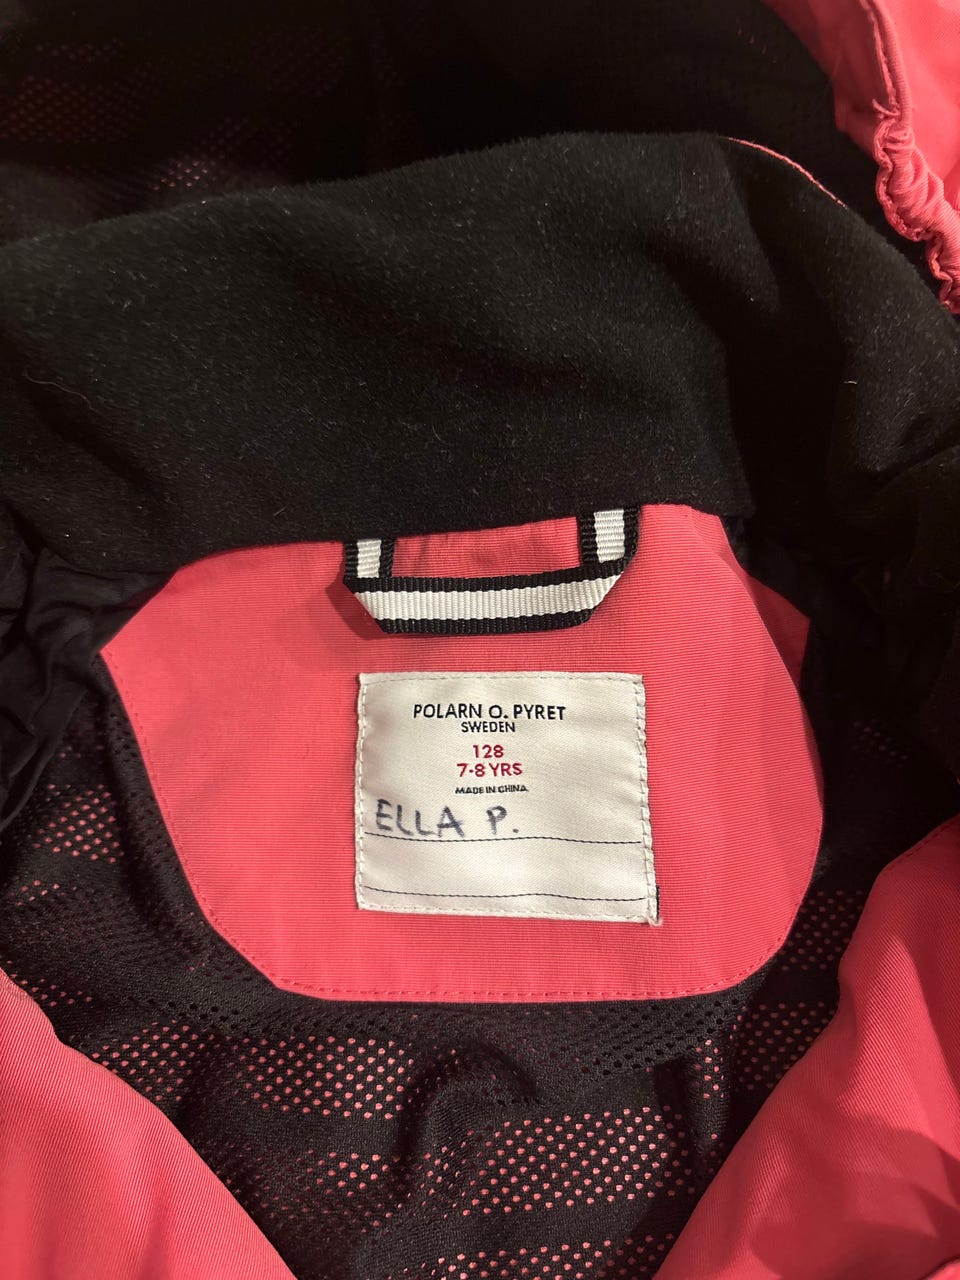 POLARN O. PYRET
SWEDEN
128
7-8 YRS
MADE IN CHINA
ELLA P.